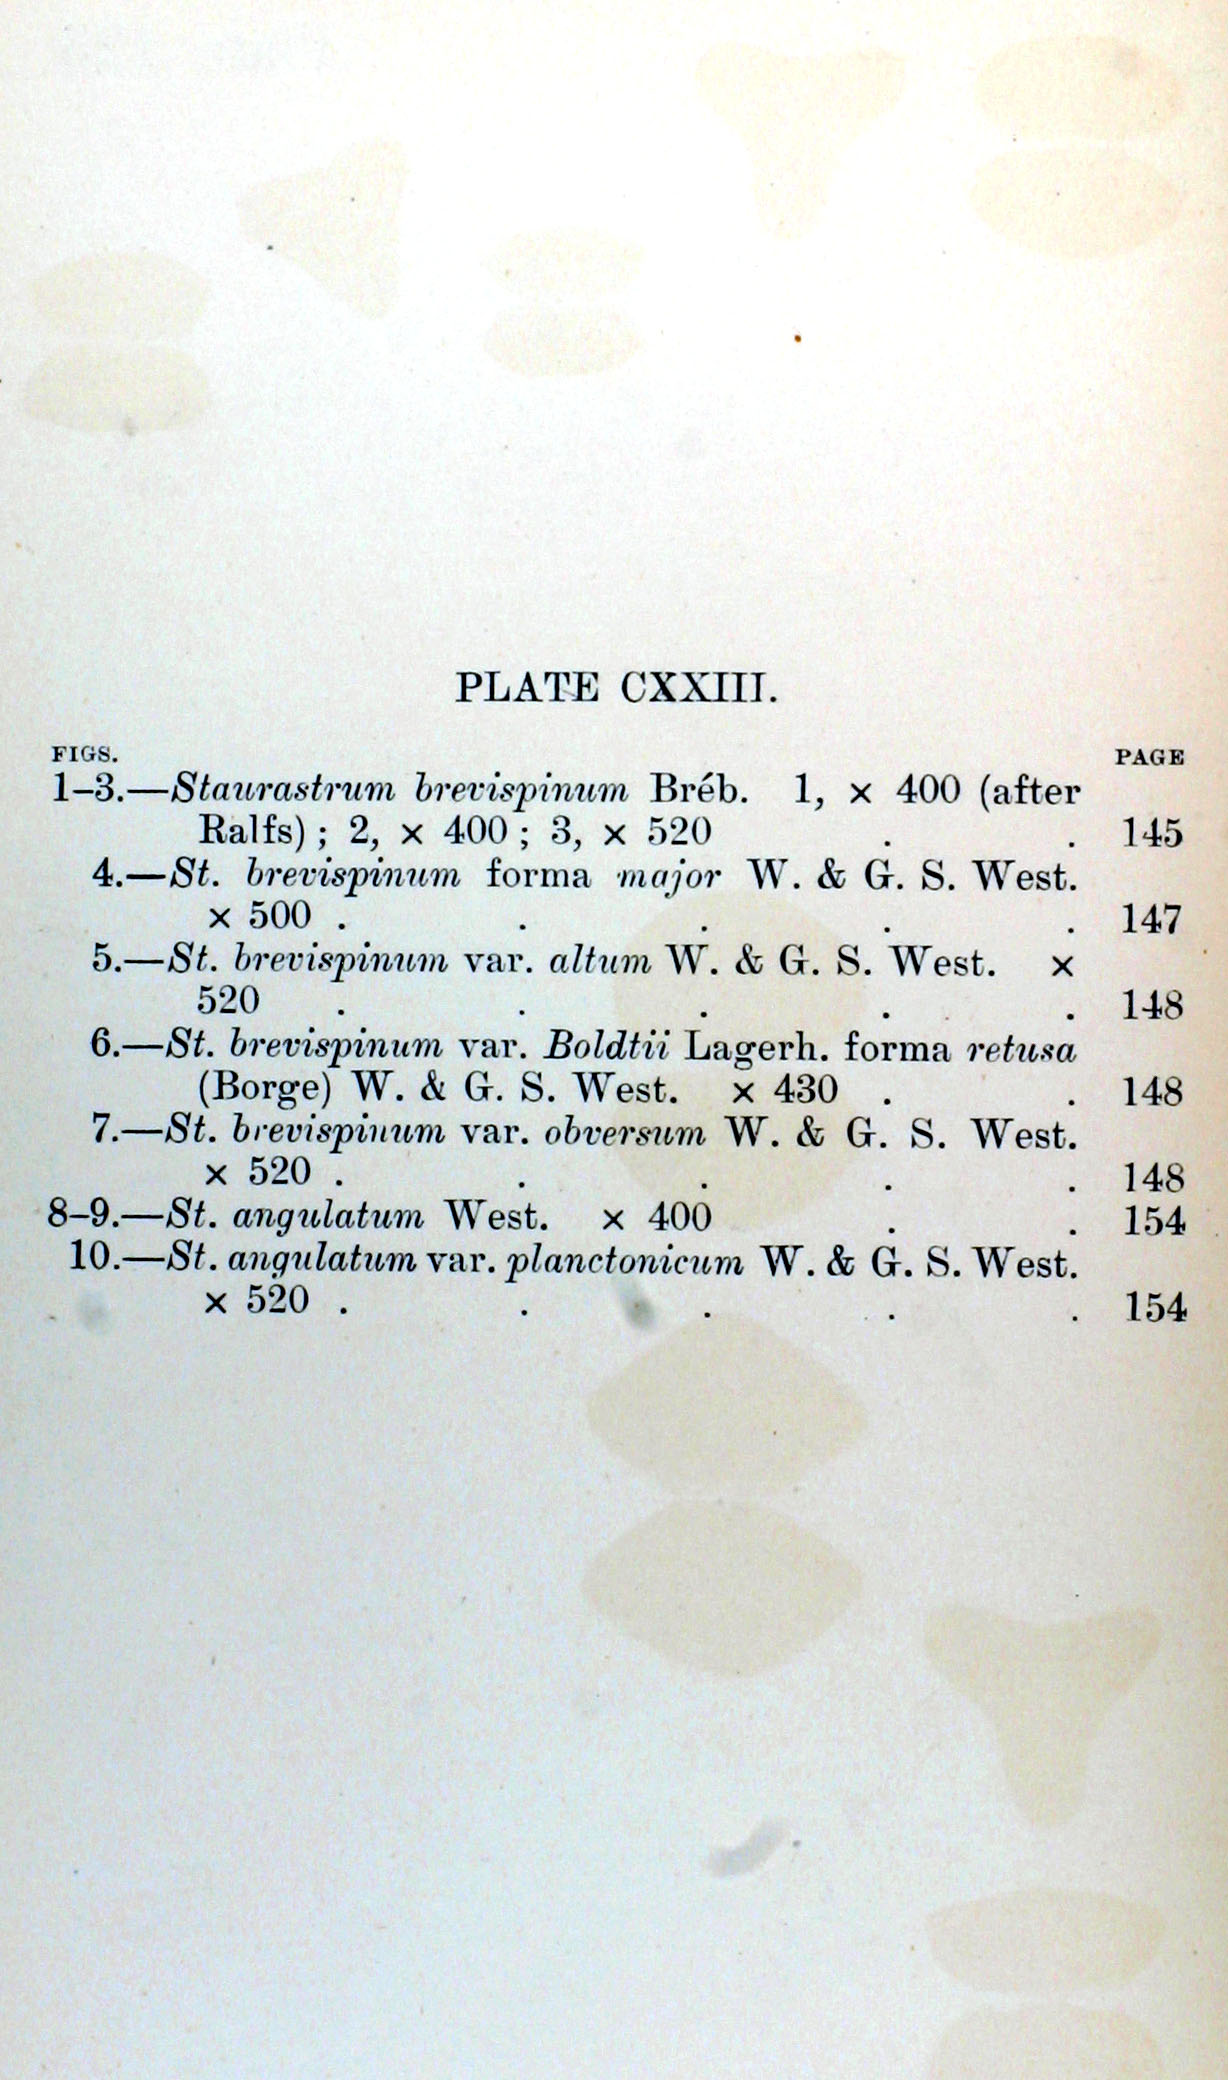 PLATE CXXIII.
FIGS. PAGE
1–3.—Staurastrum brevispinum Bréb. 1, × 400 (after
Ralfs) ; 2, × 400 ; 3, × 520 . . 145
4.—St. brevispinum forma major W. & G. S. West.
× 500 . . . . . 147
5.—St. brevispinum var. altum W. & G. S. West. ×
520 . . . . . 148
6.—St. brevispinum var. Boldtii Lagerh. forma retusa
(Borge) W. & G. S. West. × 430 . . 148
7.—St. brevispinum var. obversum W. & G. S. West.
× 520 . . . . . 148
8–9.—St. angulatum West. × 400 . . 154
10.—St. angulatum var. planctonicum W. & G. S. West.
× 520 . . . . . 154